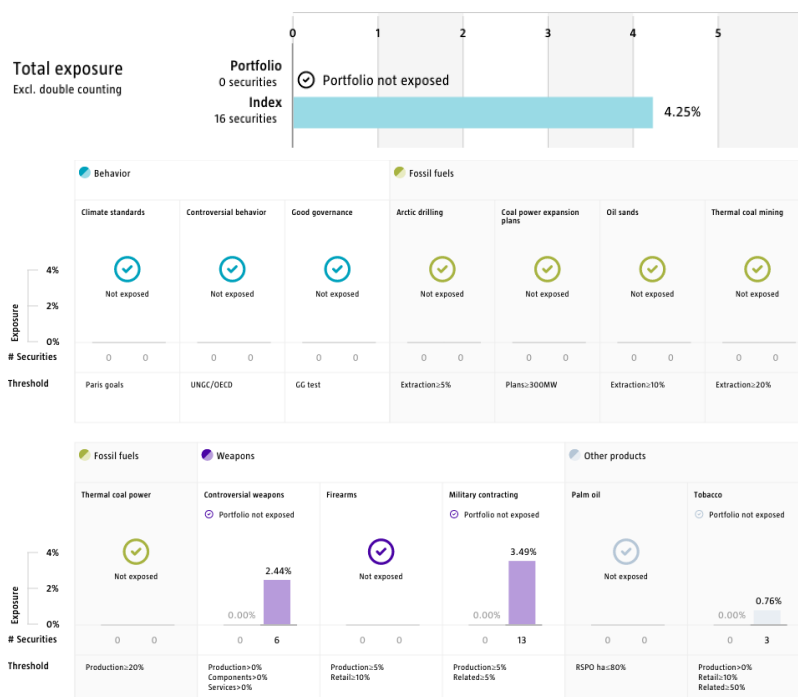 0 1 2 3 4 5
Total exposure
Excl. double counting
Portfolio
0 securities
Portfolio not exposed
Index
16 securities
4.25%
Behavior Fossil fuels
Climate standards Controversial behavior Good governance Arctic drilling Coal power expansion plans Oil sands Thermal coal mining
4%
2%
0%
Exposure
Not exposed Not exposed Not exposed Not exposed Not exposed Not exposed Not exposed
# Securities 0 0 0 0 0 0 0 0 0 0 0 0 0 0
Threshold Paris goals UNGC/OECD GG test Extraction≥5% Plans≥300MW Extraction≥10% Extraction≥20%
Fossil fuels Weapons Other products
Thermal coal power Controversial weapons Firearms Military contracting Palm oil Tobacco
Portfolio not exposed Portfolio not exposed Portfolio not exposed
4%
2%
0%
Exposure
Not exposed 0.00% 2.44% Not exposed 0.00% 3.49% Not exposed 0.00% 0.76%
# Securities 0 0 0 6 0 0 0 13 0 0 0 3
Threshold Production≥20% Production>0% Production≥5% Production≥5% RSPO ha≤80% Production>0%
Components>0% Retail≥10% Related≥5% Retail≥10%
Services>0% Related≥50%